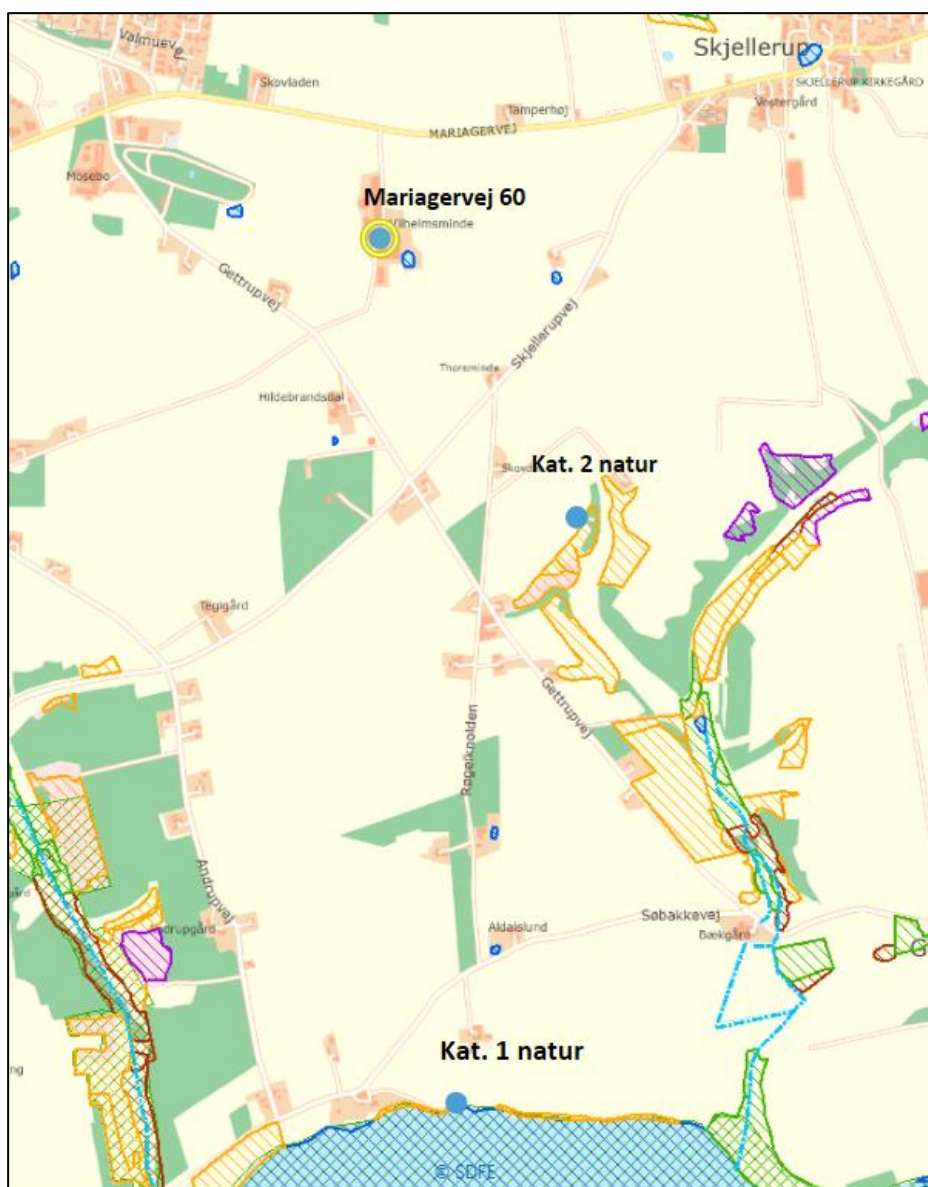 Valmuevej
Skjellerup
Skovladen
SKJELLERUP KIRKEGÅRD
Tamperhøj
Vestergård
MARIAGERVEJ
Mosebo
Mariagervej 60
Vilhelmsminde
Gettrupvej
Skjellerupvej
Thorsminde
Hildebrandsdal
Kat. 2 natur
Teglgård
Gettrupvej
Røgelknolden
Andrupvej
Søbakkevej
Aldalslund
Bækgård
G
Kat. 1 natur
© SDFE